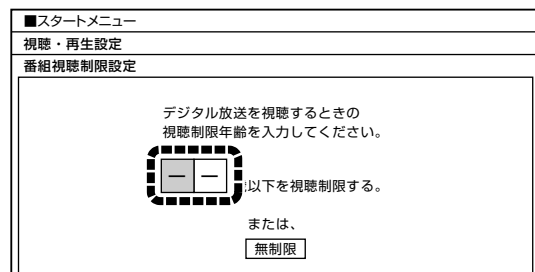 ■スタートメニュー
視聴・再生設定
番組視聴制限設定
デジタル放送を視聴するときの
視聴制限年齢を入力してください。
– – 以下を視聴制限する。
または、
無制限